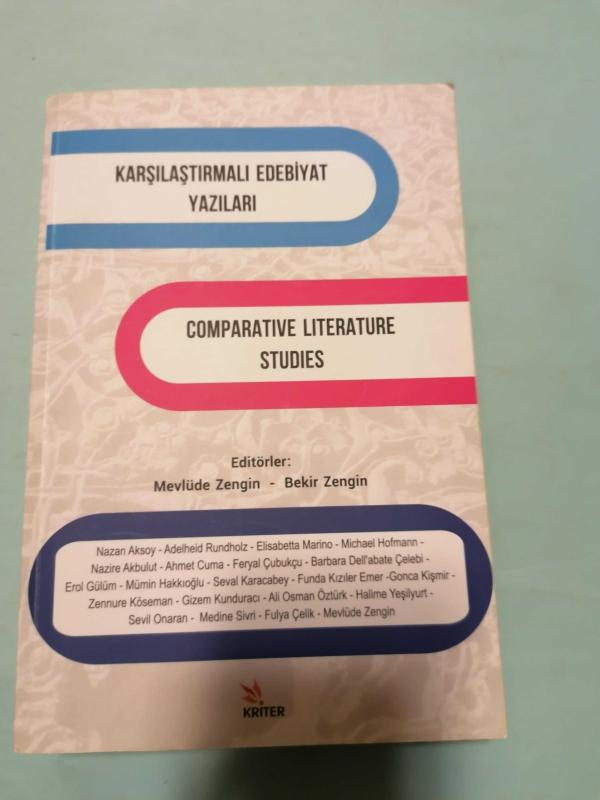 KARŞILAŞTIRMALI EDEBİYAT
YAZILARI
COMPARATIVE LITERATURE
STUDIES
Editörler:
Mevlüde Zengin - Bekir Zengin
Nazan Aksoy - Adelheid Rundholz - Elisabetta Marino - Michael Hofmann -
Nazire Akbulut - Ahmet Cuma - Feryal Çubukçu - Barbara Dell'abate Çelebi -
Erol Gülüm - Mümin Hakkıoğlu - Seval Karacabey - Funda Kızıler Emer -Gonca Kişmir -
Zennure Köseman - Gizem Kunduracı - Ali Osman Öztürk - Halime Yeşilyurt -
Sevil Onaran - Medine Sivri - Fulya Çelik - Mevlüde Zengin
KRİTER